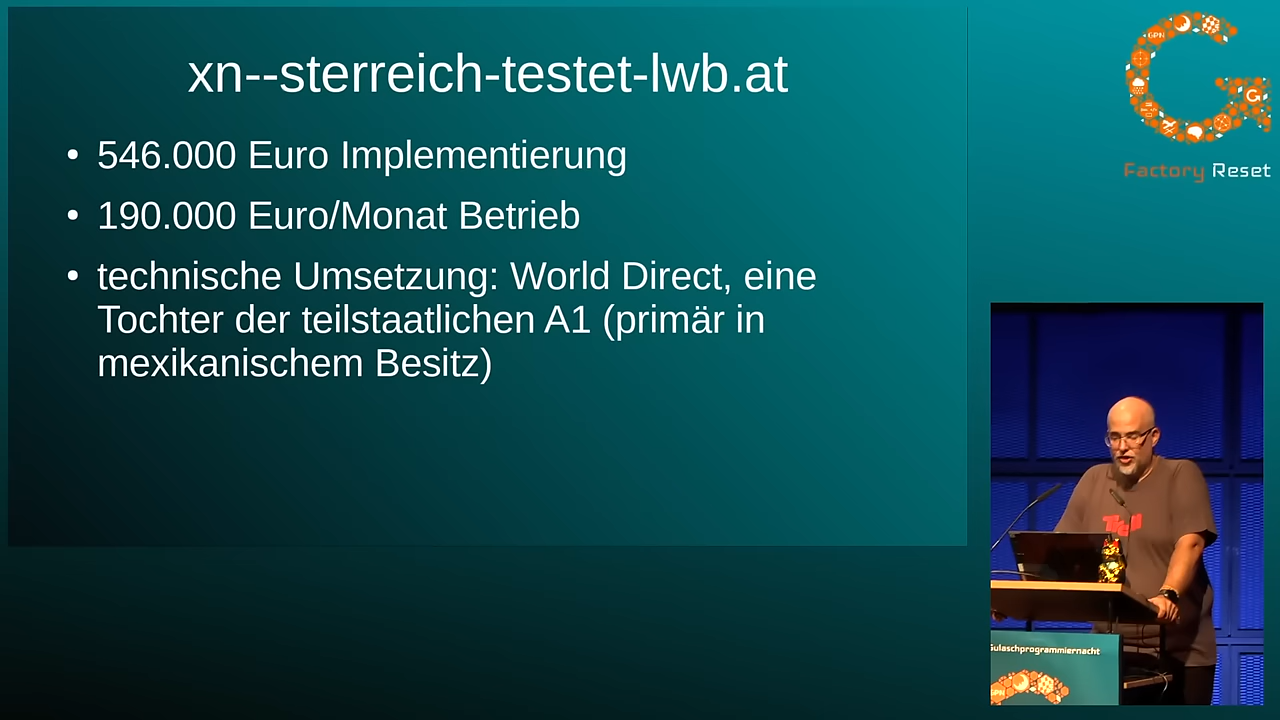 xn--sterreich-testet-lwb.at
• 546.000 Euro Implementierung
• 190.000 Euro/Monat Betrieb
• technische Umsetzung: World Direct, eine
Tochter der teilstaatlichen A1 (primär in
mexikanischem Besitz)
GPN
G
Factory Reset
Gulaschprogrammiernacht